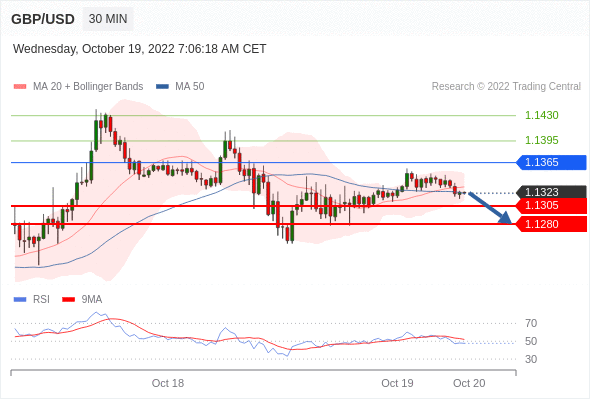 GBP/USD 30 MIN
Wednesday, October 19, 2022 7:06:18 AM CET
MA 20 + Bollinger Bands MA 50 Research © 2022 Trading Central
1.1430
1.1395
1.1365
1.1323
1.1305
1.1280
RSI 9MA
70
50
30
Oct 18 Oct 19 Oct 20